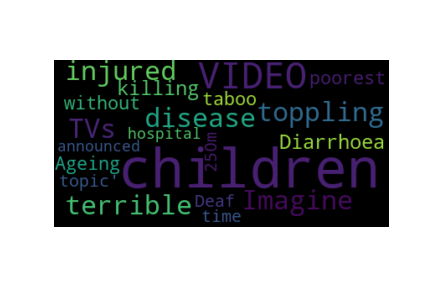 injured VIDEO poorest
killing
without taboo
disease toppling
TVs hospital 250m Diarrhoea
announced
Ageing children
topic '
terrible Deaf Imagine
time